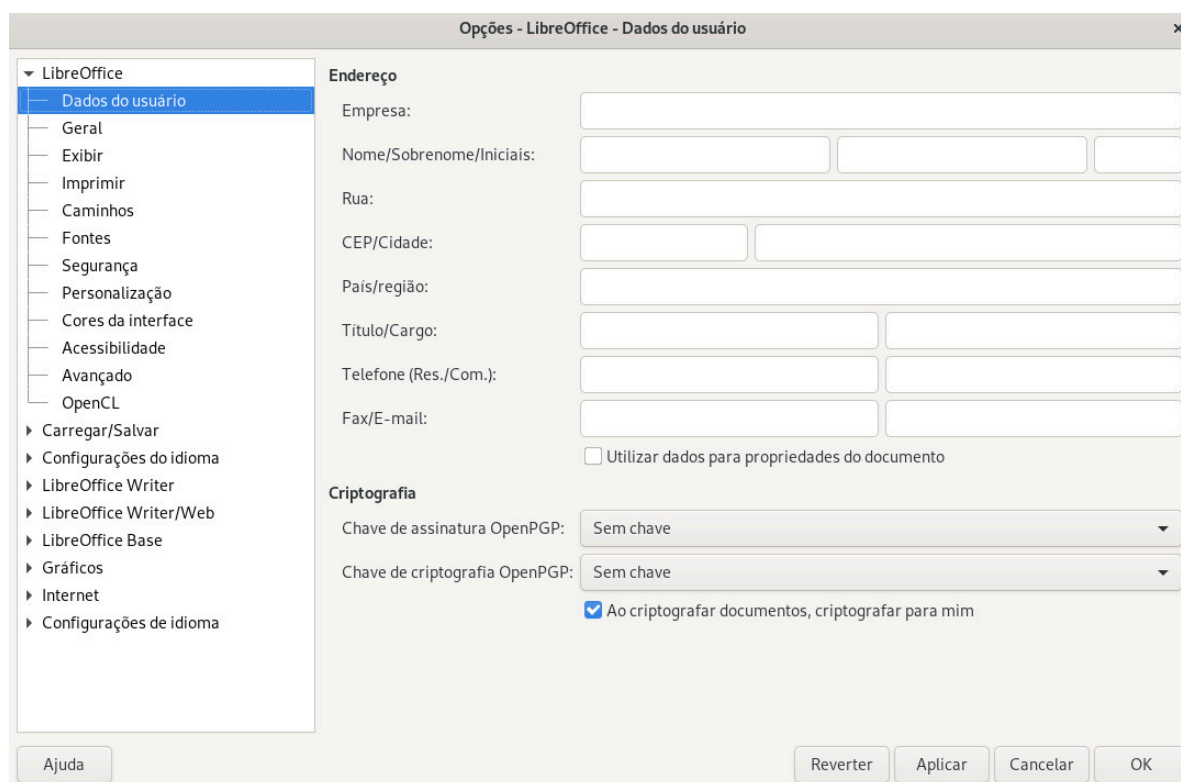 Opções - LibreOffice - Dados do usuário
LibreOffice
Dados do usuário
Geral
Exibir
Imprimir
Caminhos
Fontes
Segurança
Personalização
Cores da interface
Acessibilidade
Avançado
OpenCL
Carregar/Salvar
Configurações do idioma
LibreOffice Writer
LibreOffice Writer/Web
LibreOffice Base
Gráficos
Internet
Configurações de idioma
Endereço
Empresa:
Nome/Sobrenome/Iniciais:
Rua:
CEP/Cidade:
País/região:
Título/Cargo:
Telefone (Res./Com.):
Fax/E-mail:
Utilizar dados para propriedades do documento
Criptografia
Chave de assinatura OpenPGP: Sem chave
Chave de criptografia OpenPGP: Sem chave
Ao criptografar documentos, criptografar para mim
Ajuda Reverter Aplicar Cancelar OK